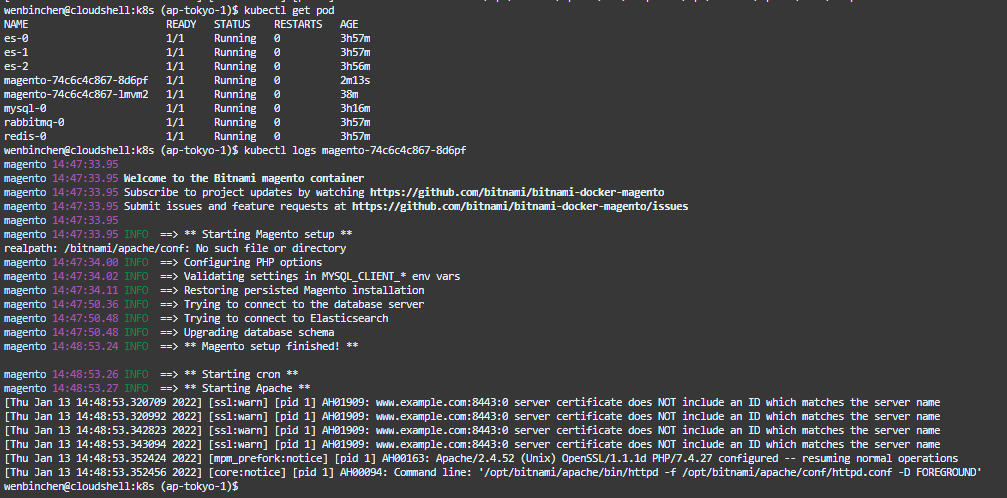 wenbinchen@cloudshell:k8s (ap-tokyo-1)$ kubectl get pod
NAME READY STATUS RESTARTS AGE
es-0 1/1 Running 0 3h57m
es-1 1/1 Running 0 3h57m
es-2 1/1 Running 0 3h56m
magento-74c6c4c867-8d6pf 1/1 Running 0 2m13s
magento-74c6c4c867-lmvm2 1/1 Running 0 38m
mysql-0 1/1 Running 0 3h16m
rabbitmq-0 1/1 Running 0 3h57m
redis-0 1/1 Running 0 3h57m
wenbinchen@cloudshell:k8s (ap-tokyo-1)$ kubectl logs magento-74c6c4c867-8d6pf
magento 14:47:33.95
magento 14:47:33.95 Welcome to the Bitnami magento container
magento 14:47:33.95 Subscribe to project updates by watching https://github.com/bitnami/bitnami-docker-magento
magento 14:47:33.95 Submit issues and feature requests at https://github.com/bitnami/bitnami-docker-magento/issues
magento 14:47:33.95
magento 14:47:33.95 INFO ==> ** Starting Magento setup **
realpath: /bitnami/apache/conf: No such file or directory
magento 14:47:34.00 INFO ==> Configuring PHP options
magento 14:47:34.02 INFO ==> Validating settings in MYSQL_CLIENT_* env vars
magento 14:47:34.11 INFO ==> Restoring persisted Magento installation
magento 14:47:50.36 INFO ==> Trying to connect to the database server
magento 14:47:50.48 INFO ==> Trying to connect to Elasticsearch
magento 14:47:50.48 INFO ==> Upgrading database schema
magento 14:48:53.24 INFO ==> ** Magento setup finished! **
magento 14:48:53.26 INFO ==> ** Starting cron **
magento 14:48:53.27 INFO ==> ** Starting Apache **
[Thu Jan 13 14:48:53.320709 2022] [ssl:warn] [pid 1] AH01909: www.example.com:8443:0 server certificate does NOT include an ID which matches the server name
[Thu Jan 13 14:48:53.320992 2022] [ssl:warn] [pid 1] AH01909: www.example.com:8443:0 server certificate does NOT include an ID which matches the server name
[Thu Jan 13 14:48:53.342823 2022] [ssl:warn] [pid 1] AH01909: www.example.com:8443:0 server certificate does NOT include an ID which matches the server name
[Thu Jan 13 14:48:53.343094 2022] [ssl:warn] [pid 1] AH01909: www.example.com:8443:0 server certificate does NOT include an ID which matches the server name
[Thu Jan 13 14:48:53.352424 2022] [mpm_prefork:notice] [pid 1] AH00163: Apache/2.4.52 (Unix) OpenSSL/1.1.1d PHP/7.4.27 configured -- resuming normal operations
[Thu Jan 13 14:48:53.352456 2022] [core:notice] [pid 1] AH00094: Command line: '/opt/bitnami/apache/bin/httpd -f /opt/bitnami/apache/conf/httpd.conf -D FOREGROUND'
wenbinchen@cloudshell:k8s (ap-tokyo-1)$